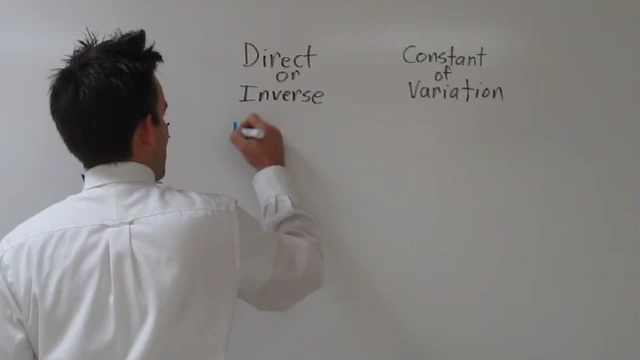 Direct
or
Inverse
Constant
of
Variation